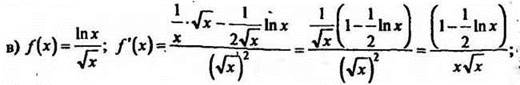 в) f(x) = ln x / √x; f'(x) = (1/x · √x − 1/(2√x) ln x) / (√x)² = (1/√x (1 − 1/2 ln x)) / (√x)² = (1 − 1/2 ln x) / (x√x);